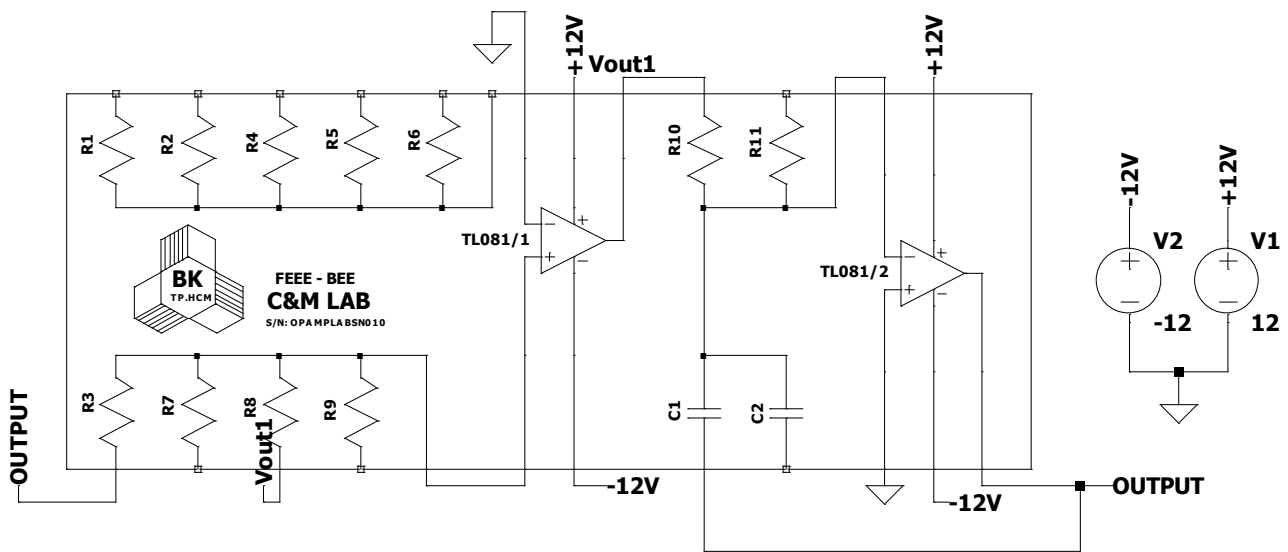 +12V
Vout1
+12V
R1
R2
R4
R5
R6
R10
R11
-12V
+12V
TL081/1
V2
V1
BK
TP.HCM
FEEE - BEE
C&M LAB
S/N: OPAMPLABSN010
TL081/2
-12
12
R3
R7
R8
R9
C1
C2
OUTPUT
Vout1
-12V
-12V
OUTPUT